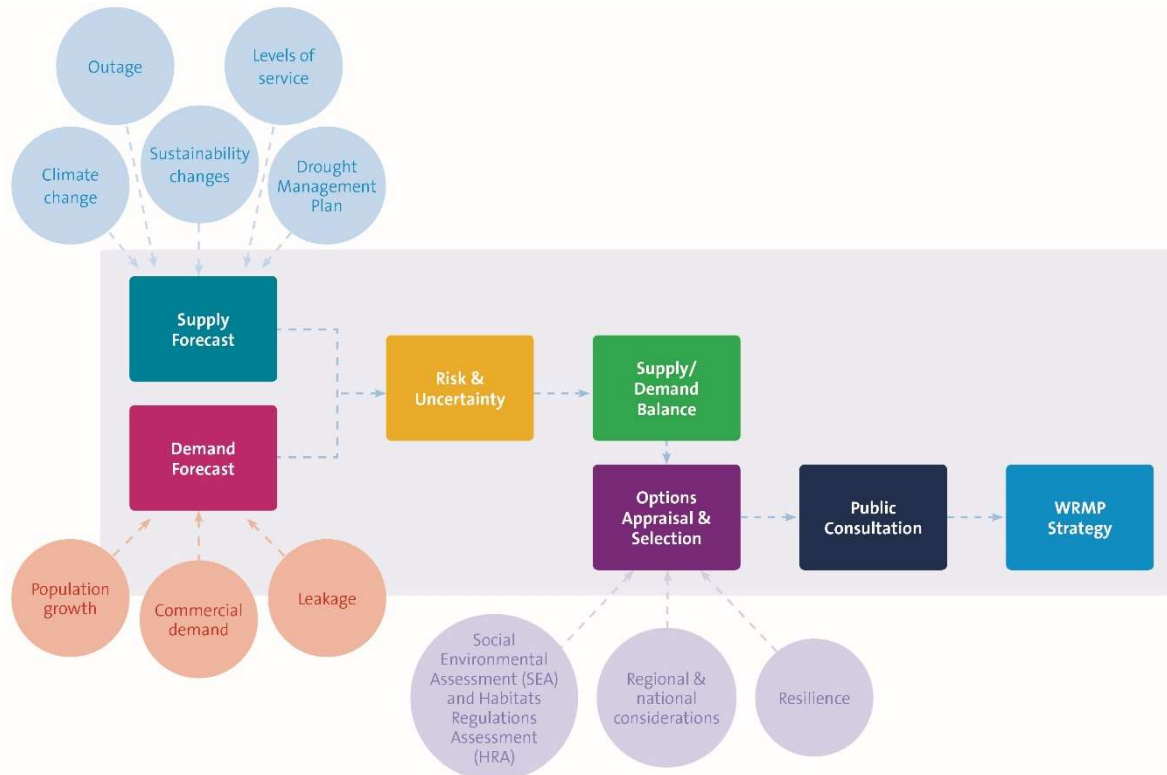 Outage
Levels of
service
Climate
change
Sustainability
changes
Drought
Management
Plan
Supply
Forecast
Demand
Forecast
Risk &
Uncertainty
Supply/
Demand
Balance
Options
Appraisal &
Selection
Public
Consultation
WRMP
Strategy
Population
growth
Commercial
demand
Leakage
Social
Environmental
Assessment (SEA)
and Habitats
Regulations
Assessment
(HRA)
Regional &
national
considerations
Resilience